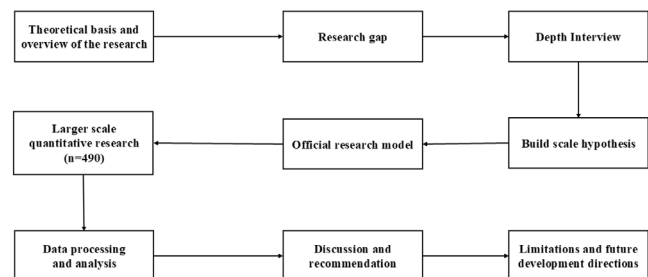 Theoretical basis and
overview of the research
Research gap
Depth Interview
Build scale hypothesis
Official research model
Larger scale
quantitative research
(n=490)
Data processing
and analysis
Discussion and
recommendation
Limitations and future
development directions